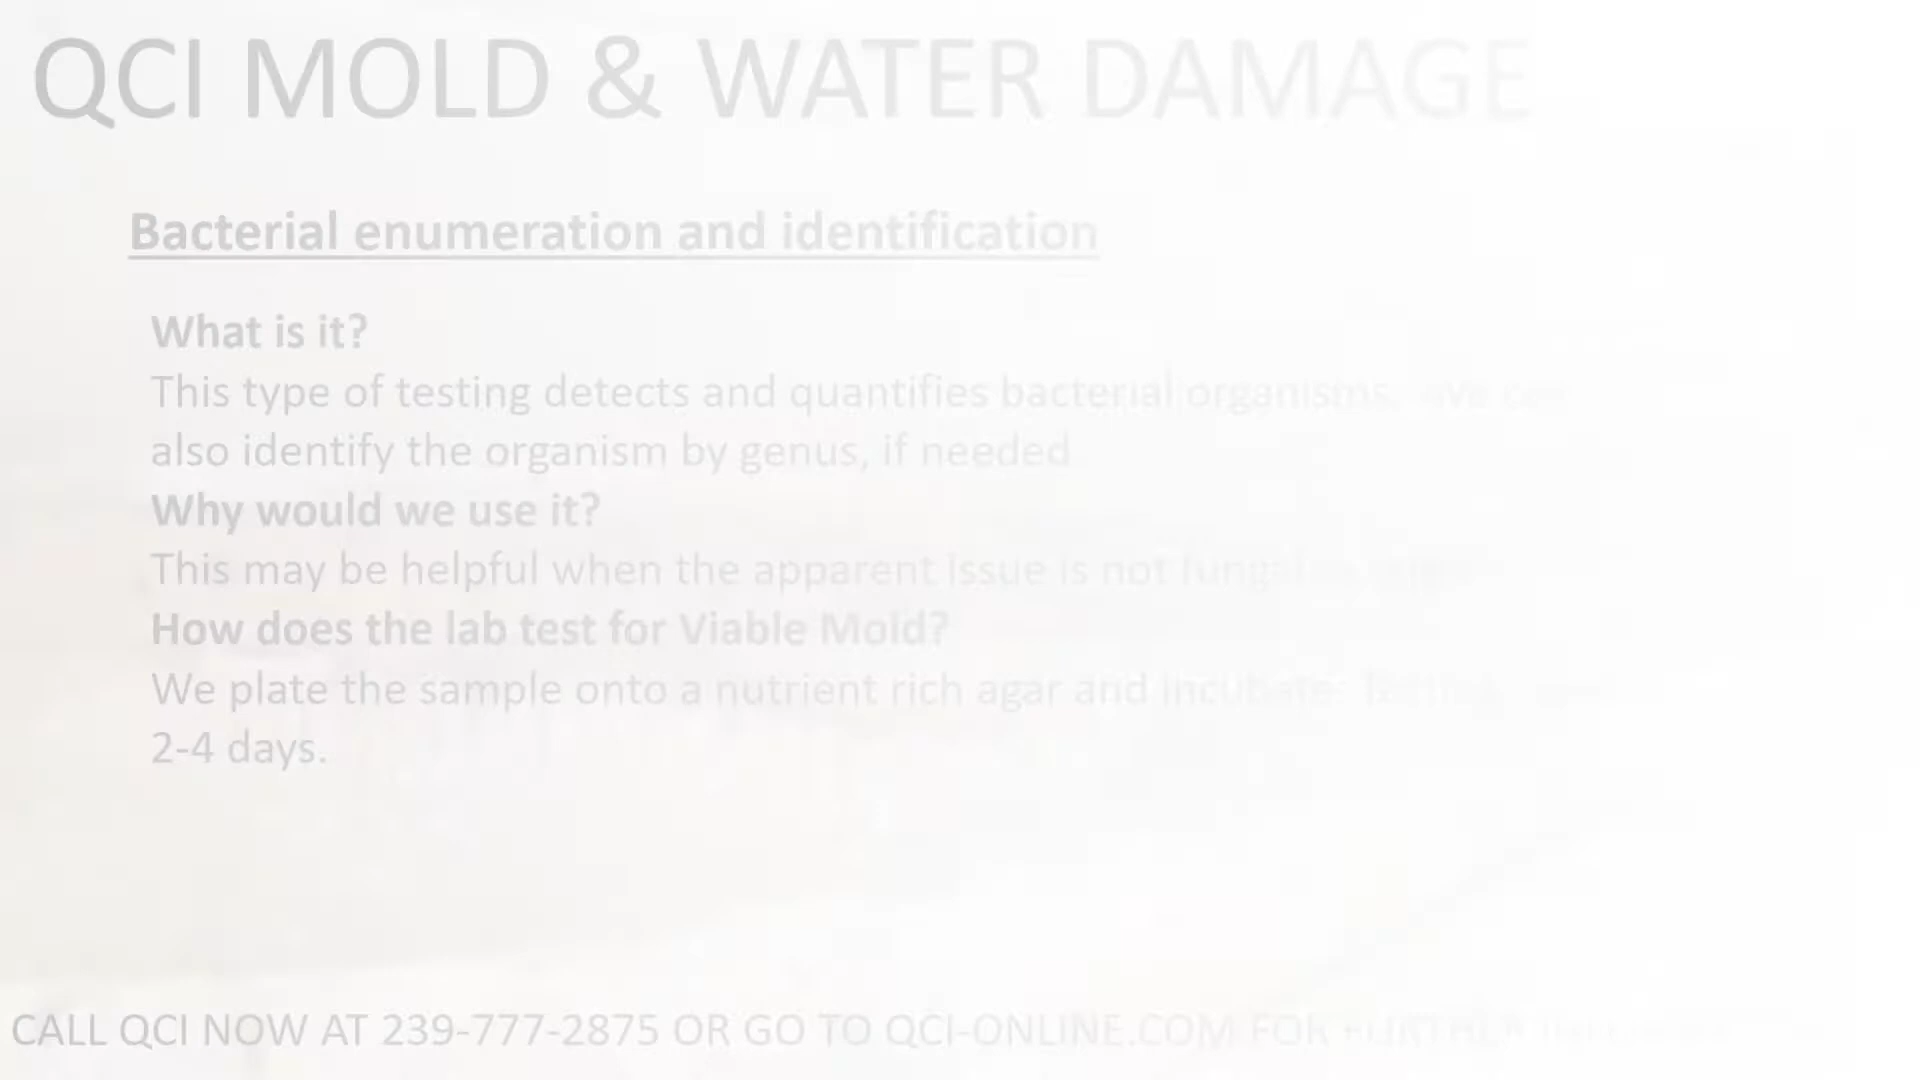 QCI MOLD & WATER DAMAGE
Bacterial enumeration and identification
What is it?
This type of testing detects and quantifies bacterial organisms. We can
also identify the organism by genus, if needed
Why would we use it?
This may be helpful when the apparent issue is not fungal
How does the lab test for Viable Mold?
We plate the sample onto a nutrient rich agar and incubate.
2-4 days.
CALL QCI NOW AT 239-777-2875 OR GO TO QCI-ONLINE.COM FOR FURTHER